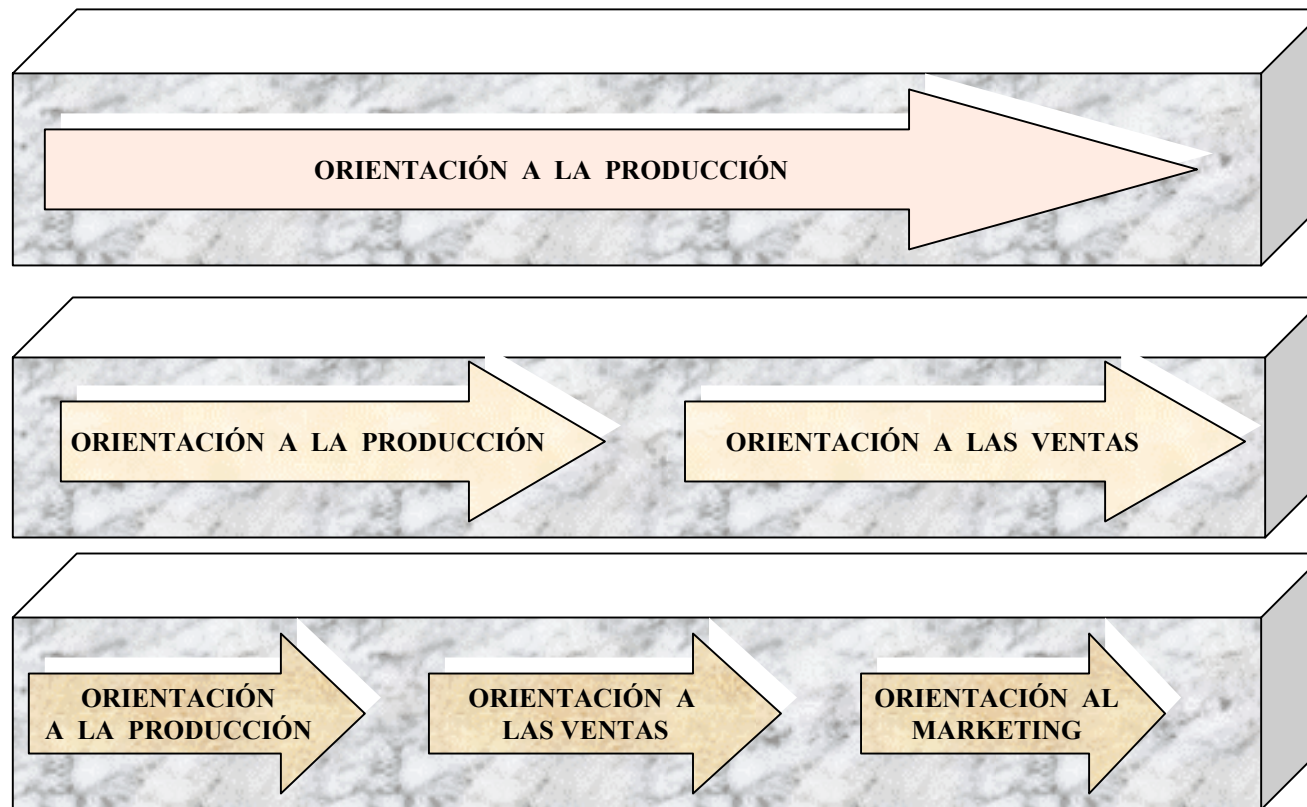 ORIENTACIÓN A LA PRODUCCIÓN
ORIENTACIÓN A LA PRODUCCIÓN
ORIENTACIÓN A LAS VENTAS
ORIENTACIÓN
A LA PRODUCCIÓN
ORIENTACIÓN A
LAS VENTAS
ORIENTACIÓN AL
MARKETING